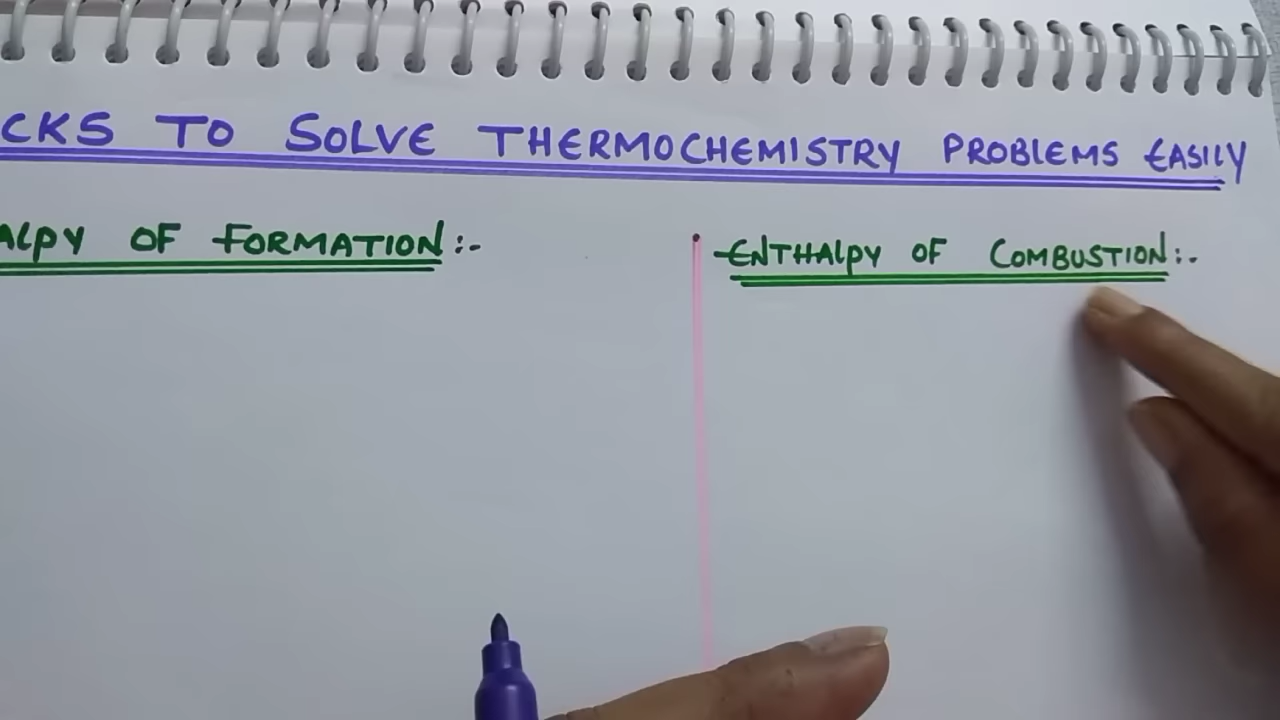 CKS TO SOLVE THERMOCHEMISTRY PROBLEMS EASILY
ALPY OF FORMATION:-
ENTHALPY OF COMBUSTION:-